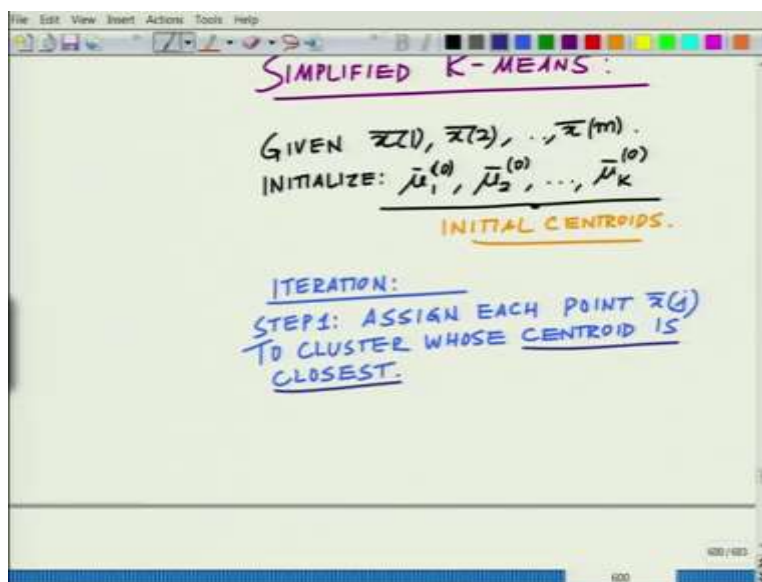 File Edit View Insert Actions Tools Help
SIMPLIFIED K-MEANS:
GIVEN x̄(1), x̄(2), .., x̄(m).
INITIALIZE: μ̄₁⁽⁰⁾, μ̄₂⁽⁰⁾, ..., μ̄_K⁽⁰⁾
INITIAL CENTROIDS.
ITERATION:
STEP1: ASSIGN EACH POINT x̄(j)
TO CLUSTER WHOSE CENTROID IS
CLOSEST.
600